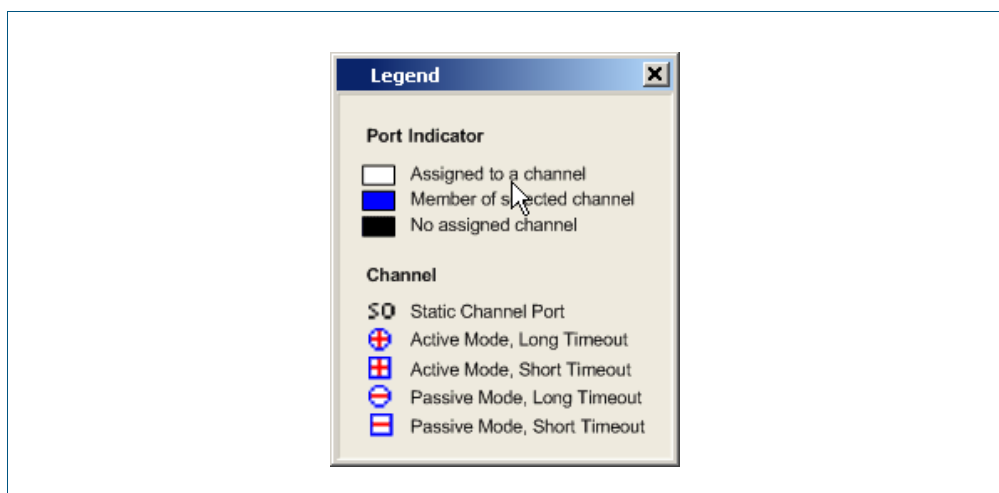 Legend
Port Indicator
Assigned to a channel
Member of selected channel
No assigned channel
Channel
SO Static Channel Port
Active Mode, Long Timeout
Active Mode, Short Timeout
Passive Mode, Long Timeout
Passive Mode, Short Timeout